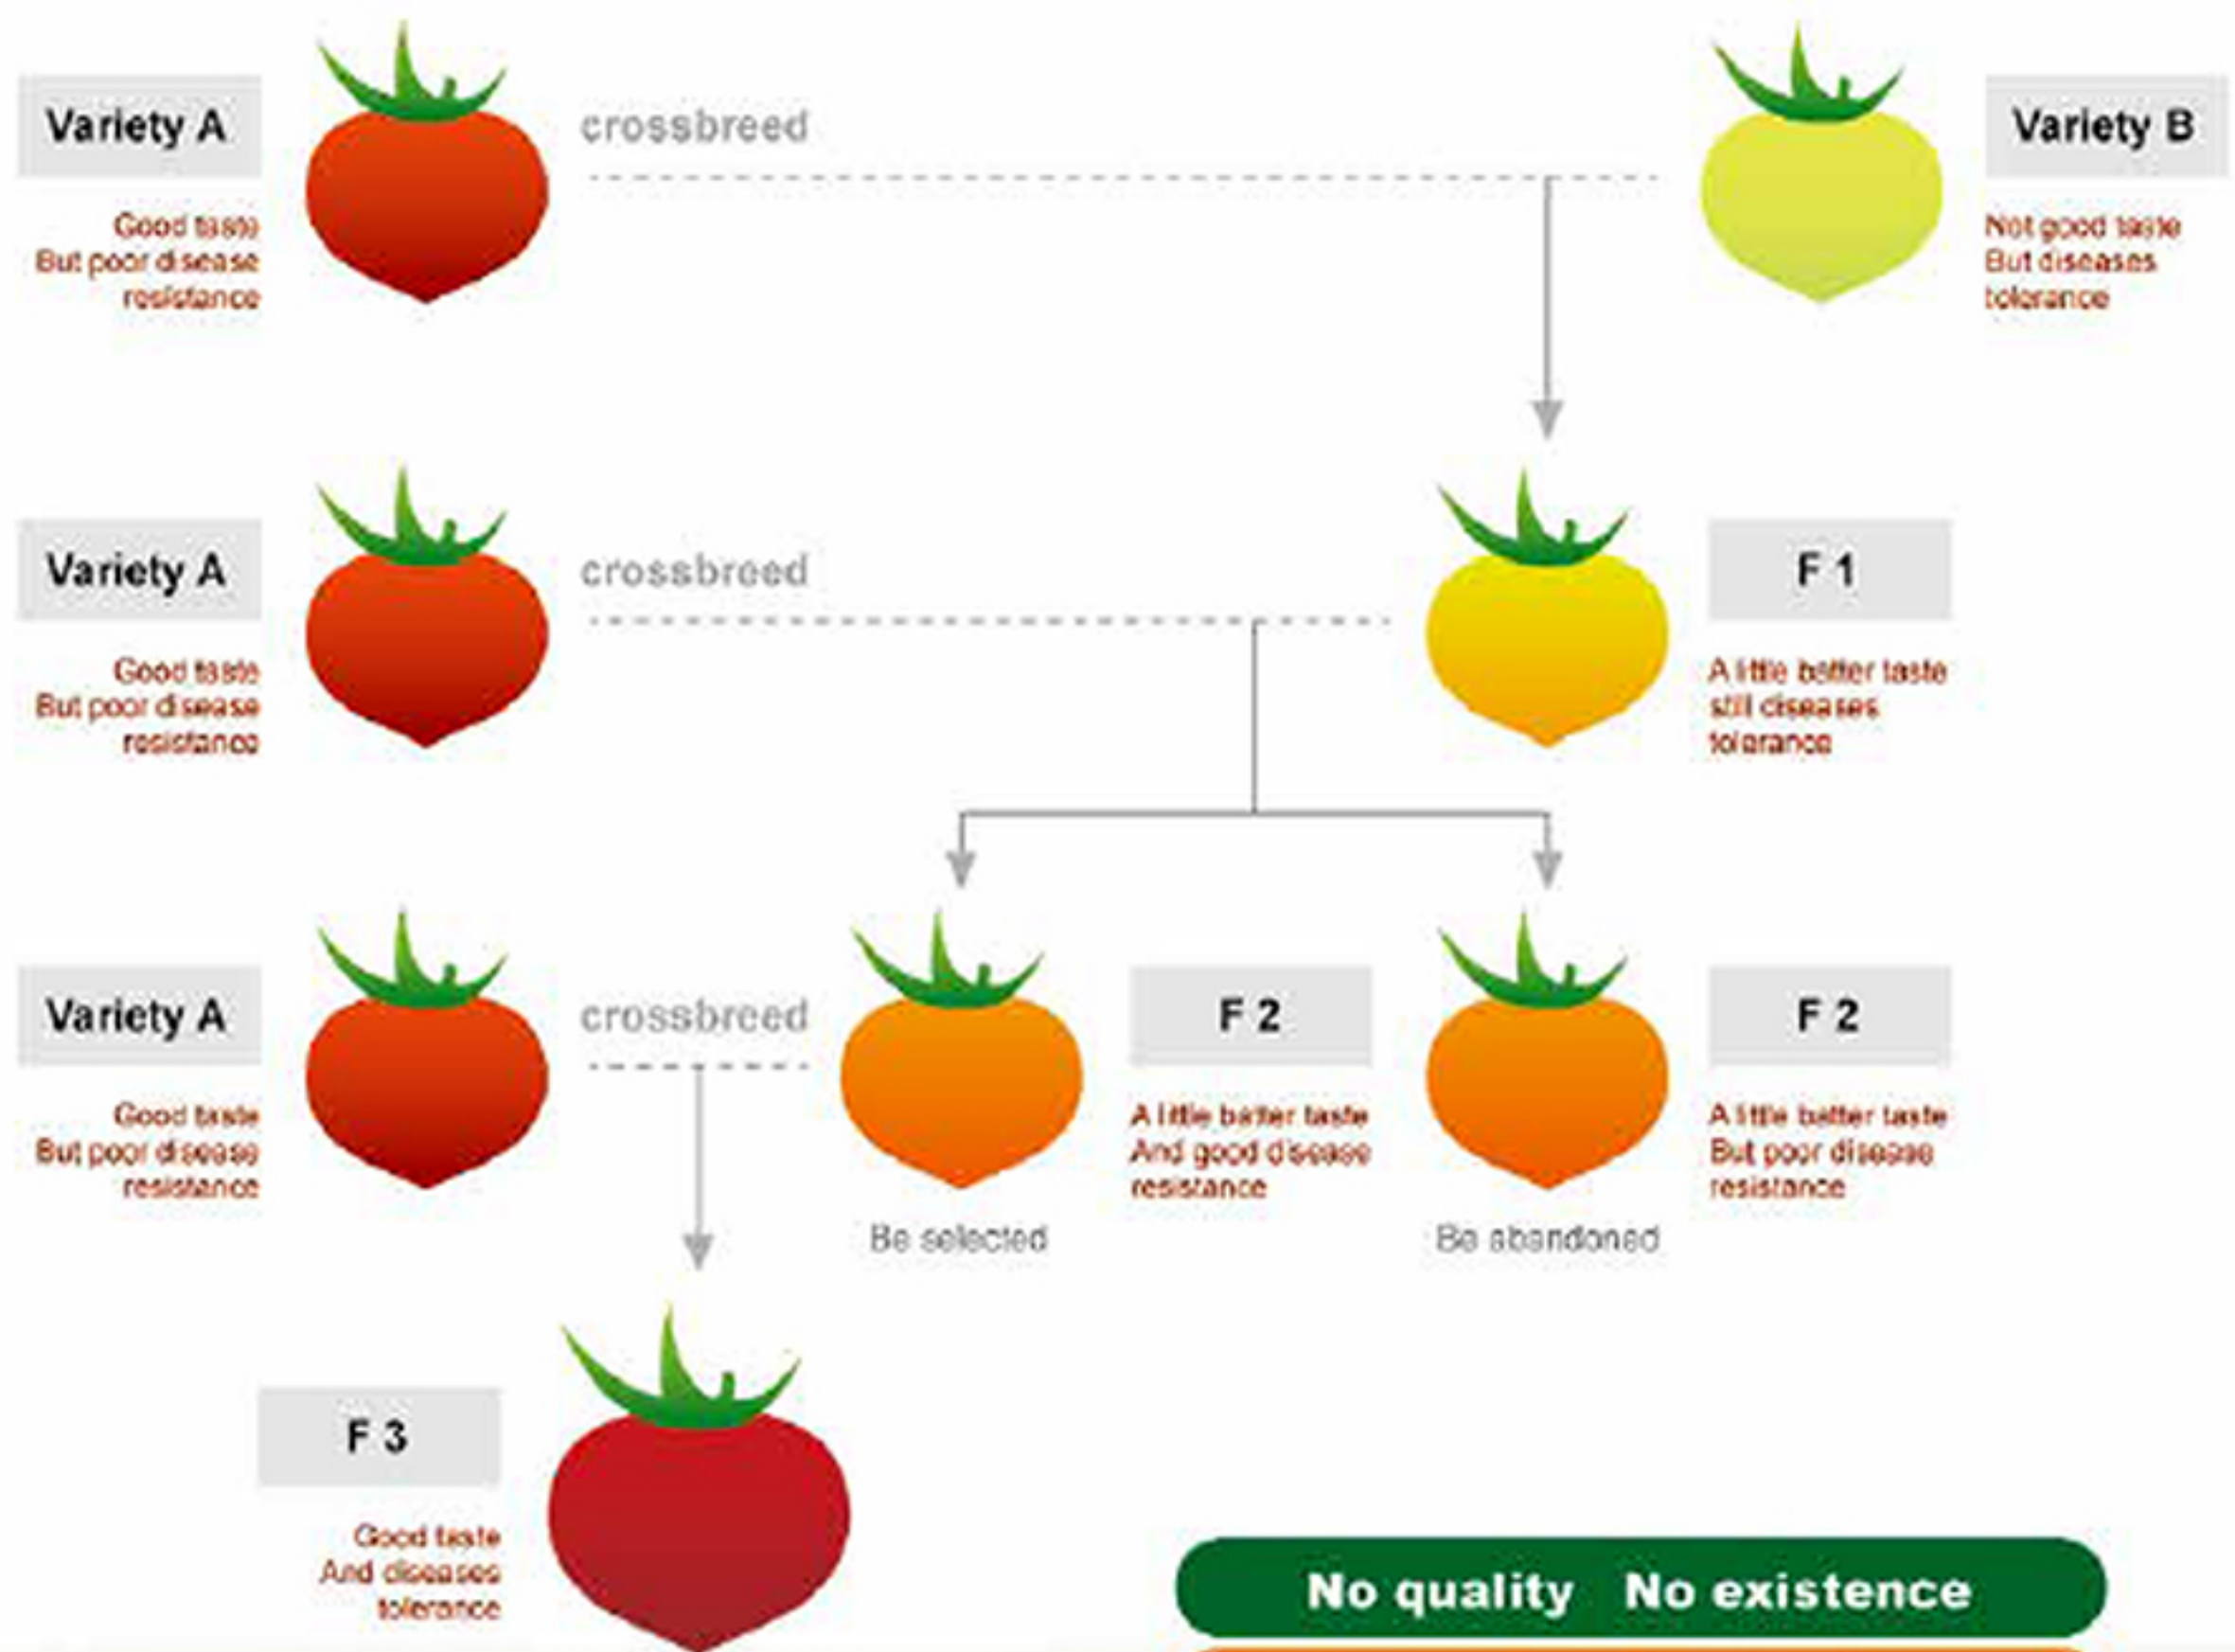 Variety A
Good taste
But poor disease
resistance
crossbreed
Variety B
Not good taste
But diseases
tolerance
Variety A
Good taste
But poor disease
resistance
crossbreed
F 1
A little batter taste
still diseases
tolerance
Variety A
Good taste
But poor disease
resistance
crossbreed
F 2
A little batter taste
And good disease
resistance
Be selected
F 2
A little batter taste
But poor disease
resistance
Be abandoned
F 3
Good taste
And diseases
tolerance
No quality No existence